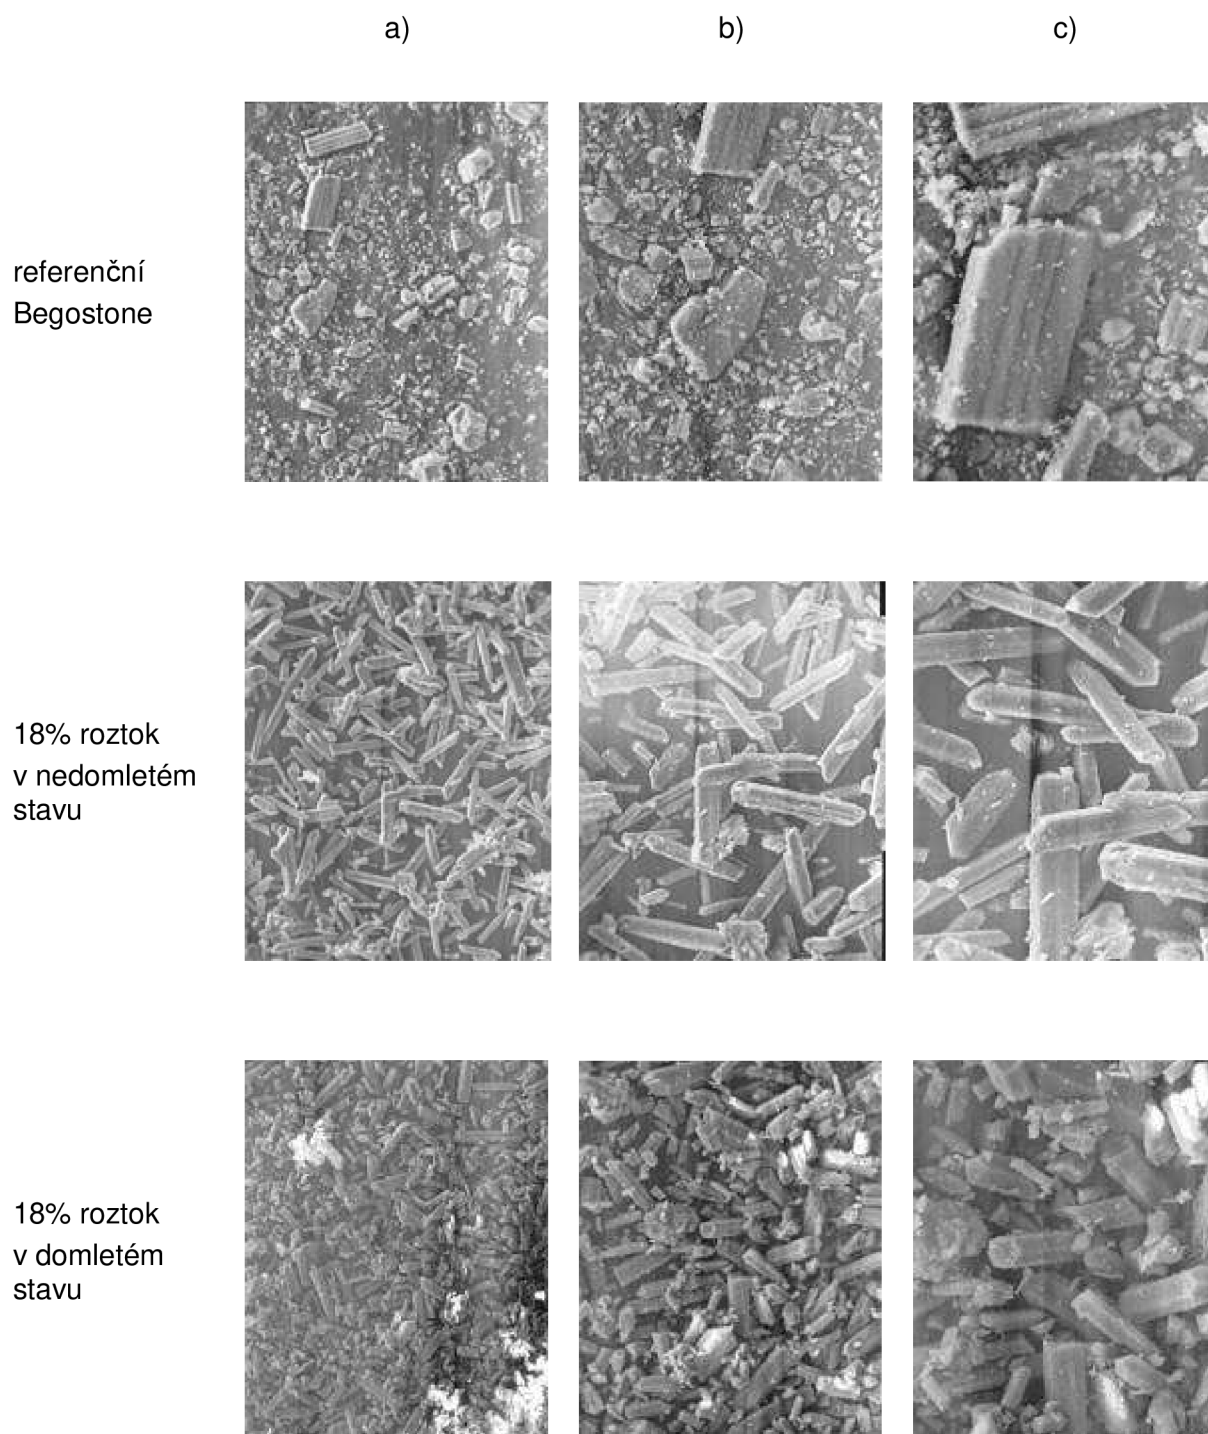 a)
b)
c)
referenční
Begostone
18% roztok
v nedomletém
stavu
18% roztok
v domletém
stavu